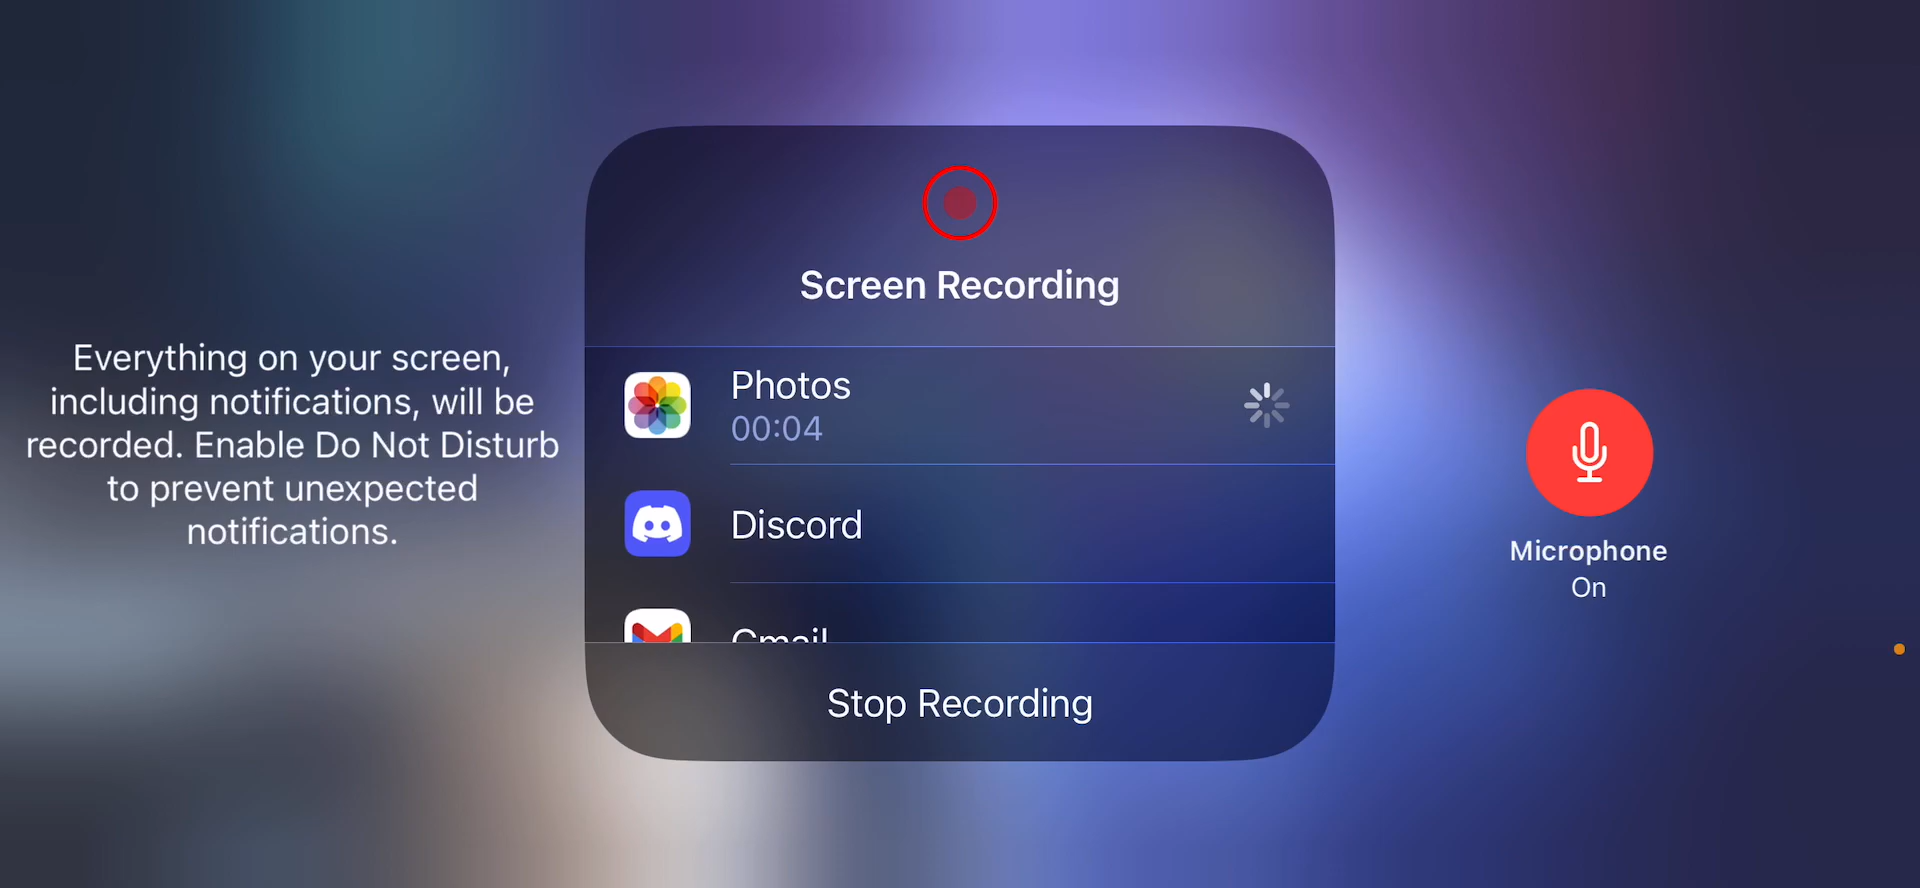 Everything on your screen,
including notifications, will be
recorded. Enable Do Not Disturb
to prevent unexpected
notifications.
Screen Recording
Photos
00:04
Discord
Gmail
Stop Recording
Microphone
On